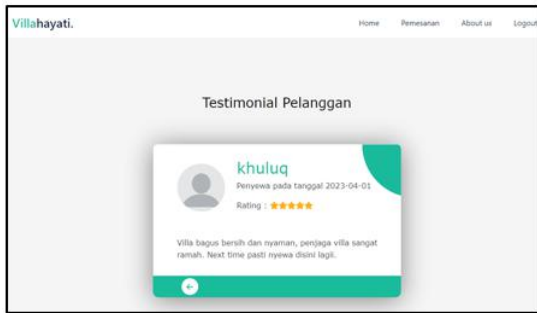 Villahayati.
Home Pemesanan About us Logout
Testimonial Pelanggan
khuluq
Penyewa pada tanggal 2023-04-01
Rating :
Villa bagus bersih dan nyaman, penjaga villa sangat
ramah. Next time pasti nyewa disini lagii.